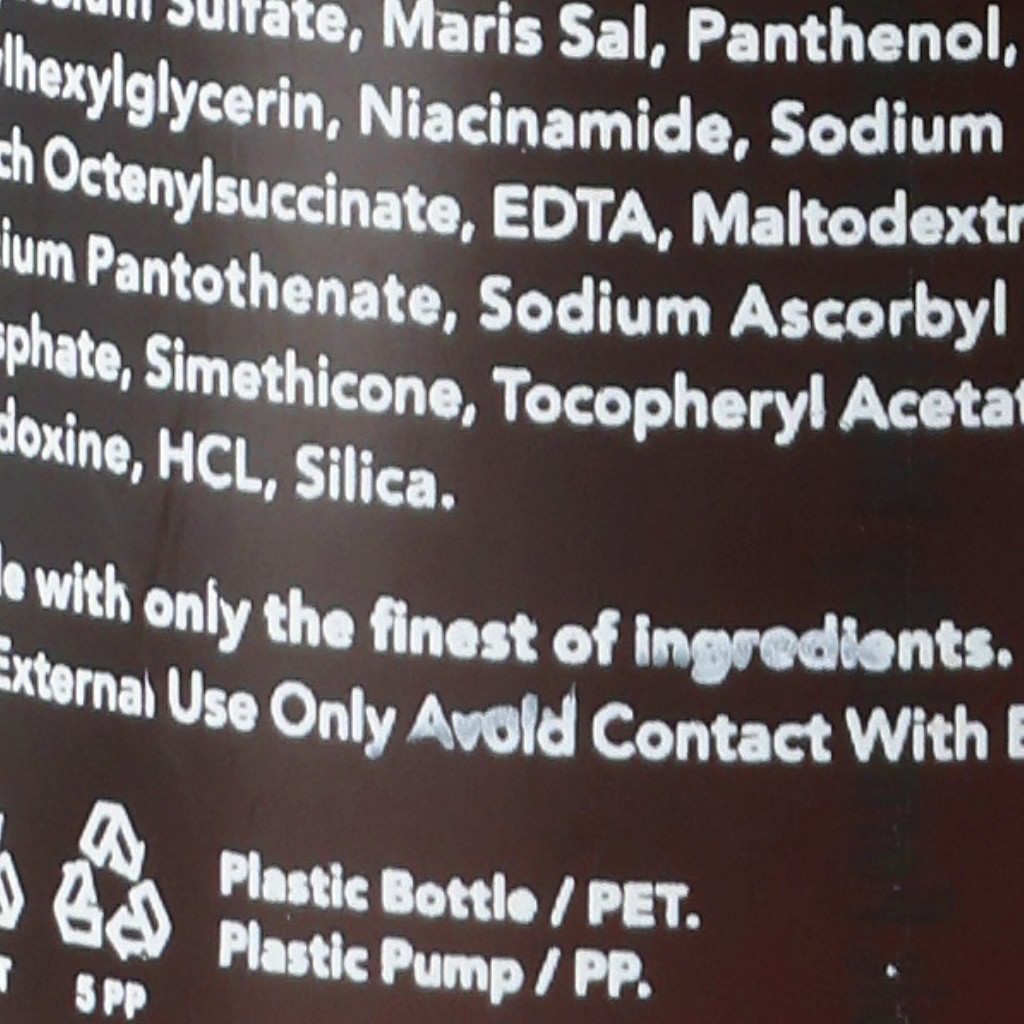 Sulfate, Maris Sal, Panthenol,
ylhexylglycerin, Niacinamide, Sodium
ch Octenylsuccinate, EDTA, Maltodextr
ium Pantothenate, Sodium Ascorbyl
sphate, Simethicone, Tocopheryl Acetat
doxine, HCL, Silica.
le with only the finest of ingredients.
External Use Only Avoid Contact With E
Plastic Bottle / PET.
Plastic Pump / PP.
5 PP